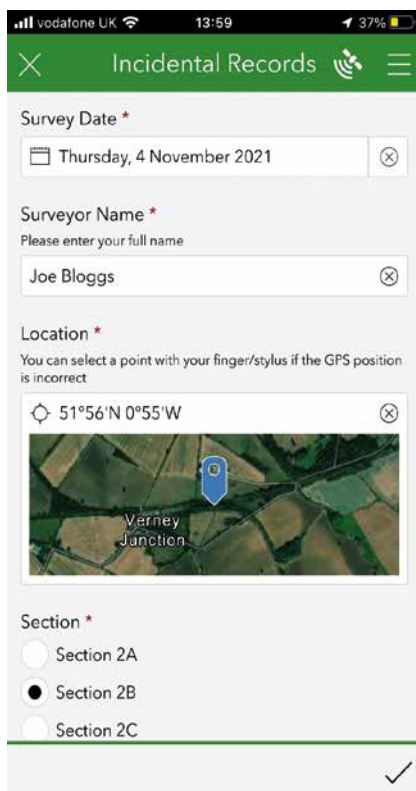 vodafone UK 13:59 37%
Incidental Records
Survey Date *
Thursday, 4 November 2021
Surveyor Name *
Please enter your full name
Joe Bloggs
Location *
You can select a point with your finger/stylus if the GPS position
is incorrect
51°56'N 0°55'W
Verney
Junction
Section *
Section 2A
Section 2B
Section 2C